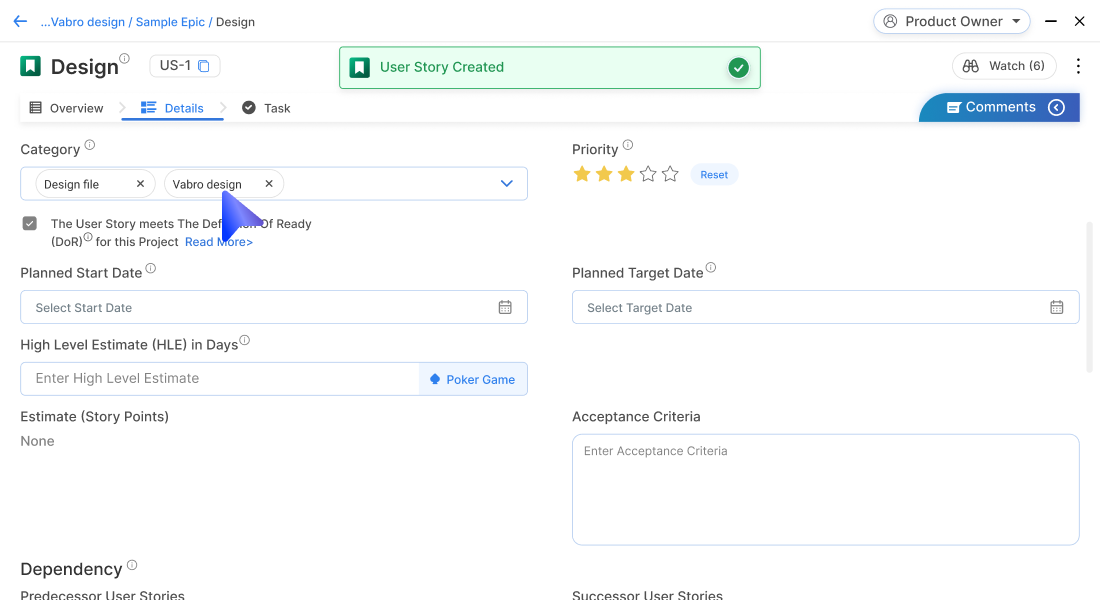 ...Vabro design / Sample Epic / Design
Product Owner
Design
US-1
User Story Created
Watch (6)
Overview
Details
Task
Comments
Category
Priority
Design file
Vabro design
Reset
The User Story meets The Definition Of Ready
(DoR) for this Project Read More>
Planned Start Date
Planned Target Date
Select Start Date
Select Target Date
High Level Estimate (HLE) in Days
Enter High Level Estimate
Poker Game
Estimate (Story Points)
Acceptance Criteria
None
Enter Acceptance Criteria
Dependency
Predecessor User Stories
Successor User Stories